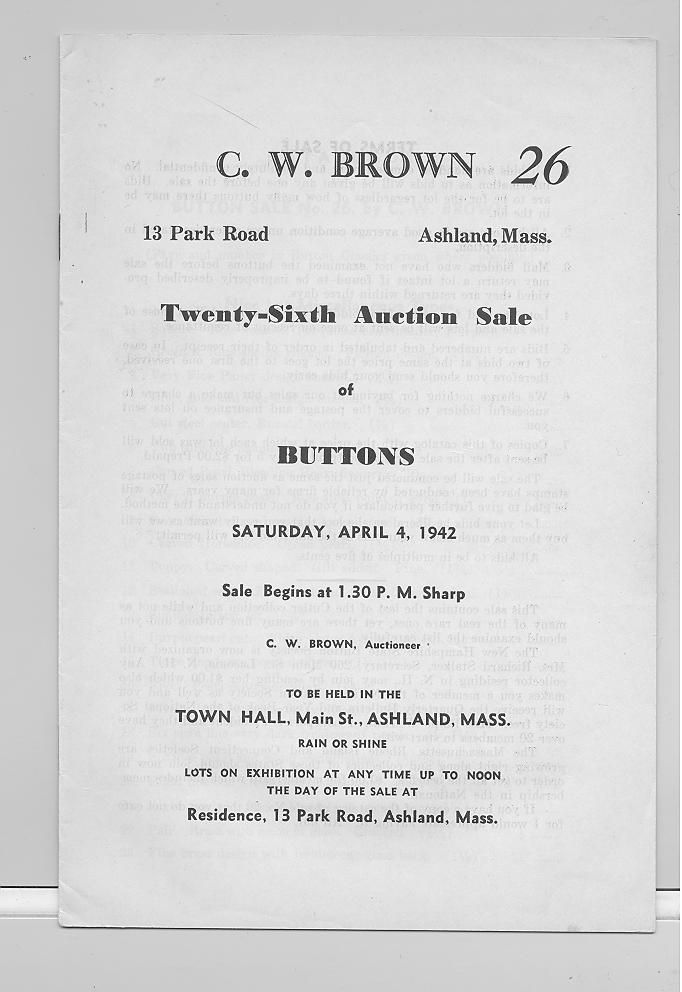 C. W. BROWN 26
13 Park Road Ashland, Mass.
Twenty-Sixth Auction Sale
of
BUTTONS
SATURDAY, APRIL 4, 1942
Sale Begins at 1.30 P. M. Sharp
C. W. BROWN, Auctioneer
TO BE HELD IN THE
TOWN HALL, Main St., ASHLAND, MASS.
RAIN OR SHINE
LOTS ON EXHIBITION AT ANY TIME UP TO NOON
THE DAY OF THE SALE AT
Residence, 13 Park Road, Ashland, Mass.